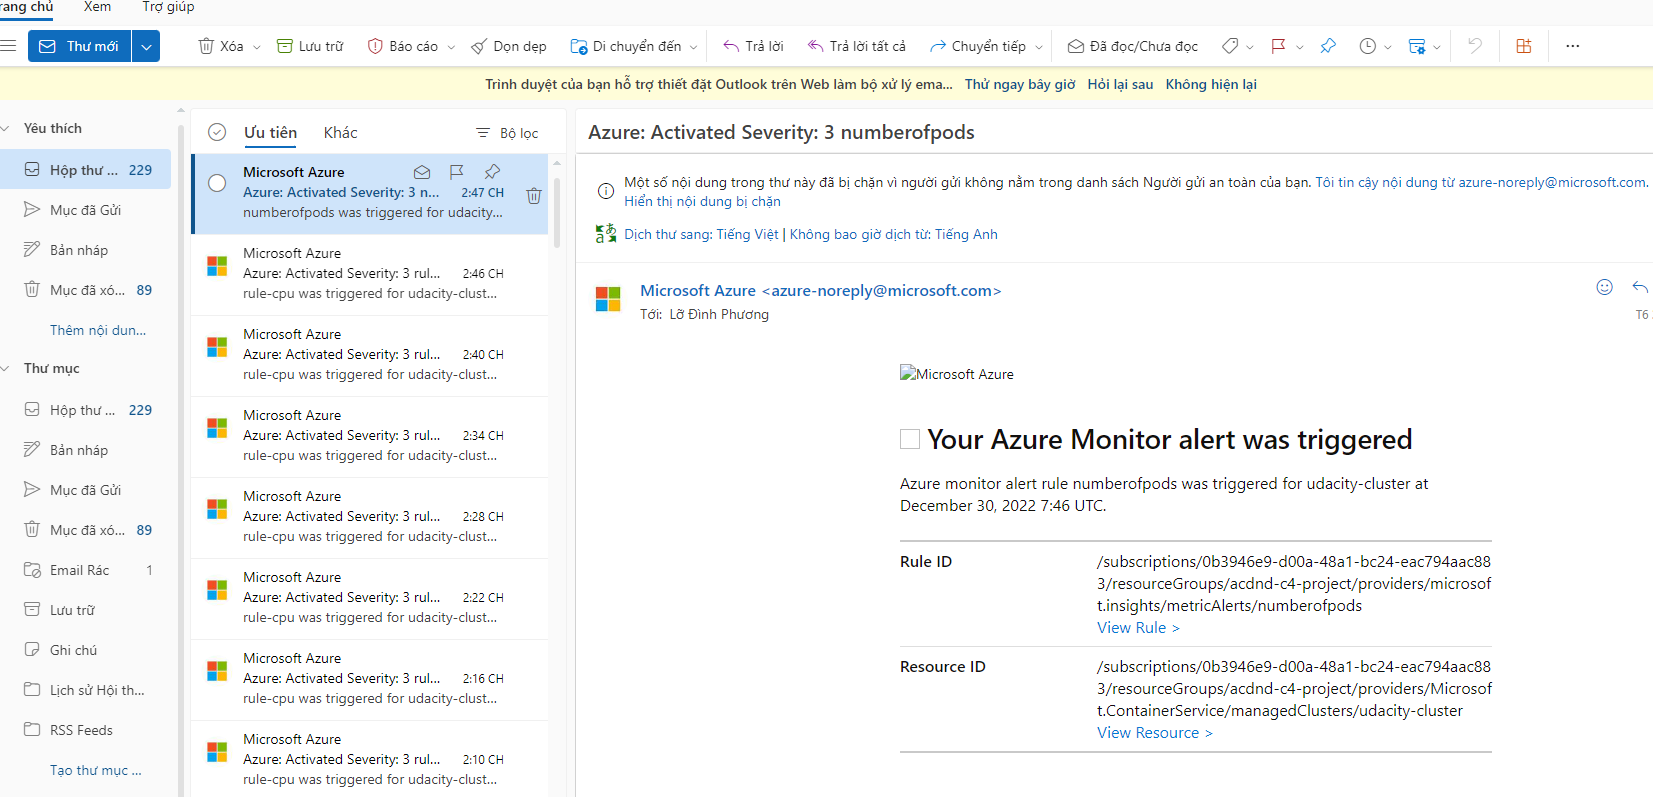 rang chủ Xem Trợ giúp
Thư mới Xóa Lưu trữ Báo cáo Dọn dẹp Di chuyển đến Trả lời Trả lời tất cả Chuyển tiếp Đã đọc/Chưa đọc ...
Trình duyệt của bạn hỗ trợ thiết đặt Outlook trên Web làm bộ xử lý ema... Thử ngay bây giờ Hỏi lại sau Không hiện lại
Yêu thích
Hộp thư ... 229
Mục đã Gửi
Bản nháp
Mục đã xó... 89
Thêm nội dun...
Thư mục
Hộp thư ... 229
Bản nháp
Mục đã Gửi
Mục đã xó... 89
Email Rác 1
Lưu trữ
Ghi chú
Lịch sử Hội th...
RSS Feeds
Tạo thư mục ...
Ưu tiên Khác Bộ lọc
Microsoft Azure
Azure: Activated Severity: 3 n... 2:47 CH
numberofpods was triggered for udacity...
Microsoft Azure
Azure: Activated Severity: 3 rul... 2:46 CH
rule-cpu was triggered for udacity-clust...
Microsoft Azure
Azure: Activated Severity: 3 rul... 2:40 CH
rule-cpu was triggered for udacity-clust...
Microsoft Azure
Azure: Activated Severity: 3 rul... 2:34 CH
rule-cpu was triggered for udacity-clust...
Microsoft Azure
Azure: Activated Severity: 3 rul... 2:28 CH
rule-cpu was triggered for udacity-clust...
Microsoft Azure
Azure: Activated Severity: 3 rul... 2:22 CH
rule-cpu was triggered for udacity-clust...
Microsoft Azure
Azure: Activated Severity: 3 rul... 2:16 CH
rule-cpu was triggered for udacity-clust...
Microsoft Azure
Azure: Activated Severity: 3 rul... 2:10 CH
rule-cpu was triggered for udacity-clust...
Azure: Activated Severity: 3 numberofpods
Một số nội dung trong thư này đã bị chặn vì người gửi không nằm trong danh sách Người gửi an toàn của bạn. Tôi tin cậy nội dung từ azure-noreply@microsoft.com.
Hiển thị nội dung bị chặn
Dịch thư sang: Tiếng Việt | Không bao giờ dịch từ: Tiếng Anh
Microsoft Azure <azure-noreply@microsoft.com>
Tới: Lỡ Đình Phương
T6
Microsoft Azure
Your Azure Monitor alert was triggered
Azure monitor alert rule numberofpods was triggered for udacity-cluster at
December 30, 2022 7:46 UTC.
Rule ID /subscriptions/0b3946e9-d00a-48a1-bc24-eac794aac88
3/resourceGroups/acdnd-c4-project/providers/microsof
t.insights/metricAlerts/numberofpods
View Rule >
Resource ID /subscriptions/0b3946e9-d00a-48a1-bc24-eac794aac88
3/resourceGroups/acdnd-c4-project/providers/Microsof
t.ContainerService/managedClusters/udacity-cluster
View Resource >